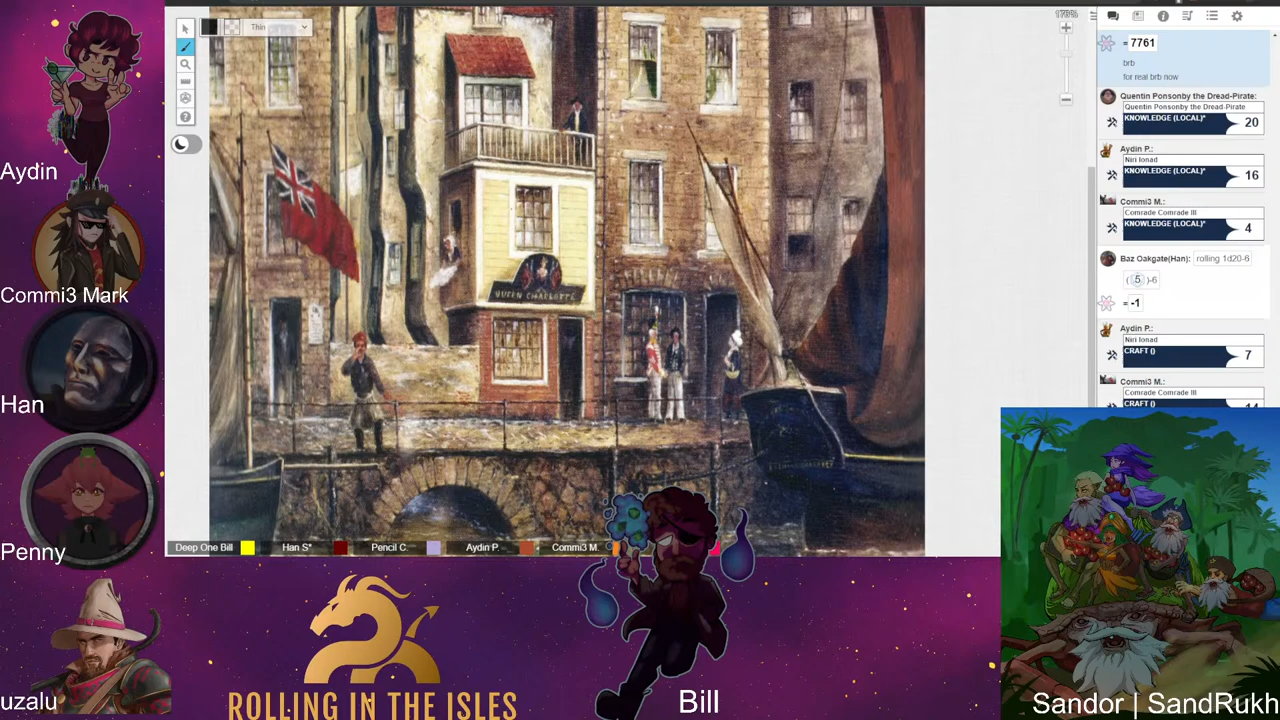 Aydin
Commi3 Mark
Han
Penny
uzalu
Thin
QUEEN CHARLOTTE
178%
Deep One Bill
Han S*
Pencil C.
Aydin P.
Commi3 M.
= 7761
brb
for real brb now
Quentin Ponsonby the Dread-Pirate:
Quentin Ponsonby the Dread-Pirate
KNOWLEDGE (LOCAL)* 20
Aydin P.:
Niri Ionad
KNOWLEDGE (LOCAL)* 16
Commi3 M.:
Comrade Comrade III
KNOWLEDGE (LOCAL)* 4
Baz Oakgate(Han): rolling 1d20-6
(5)-6
= -1
Aydin P.:
Niri Ionad
CRAFT () 7
Commi3 M.:
Comrade Comrade III
CRAFT ()
ROLLING IN THE ISLES
Bill
Sandor | SandRukh